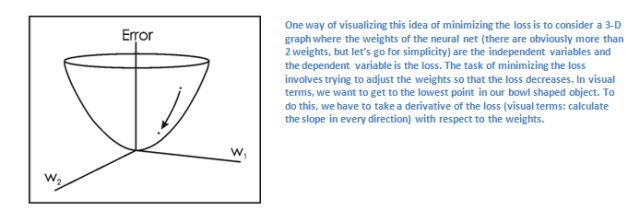 Error
W1
W2
One way of visualizing this idea of minimizing the loss is to consider a 3-D
graph where the weights of the neural net (there are obviously more than
2 weights, but let's go for simplicity) are the independent variables and
the dependent variable is the loss. The task of minimizing the loss
involves trying to adjust the weights so that the loss decreases. In visual
terms, we want to get to the lowest point in our bowl shaped object. To
do this, we have to take a derivative of the loss (visual terms: calculate
the slope in every direction) with respect to the weights.